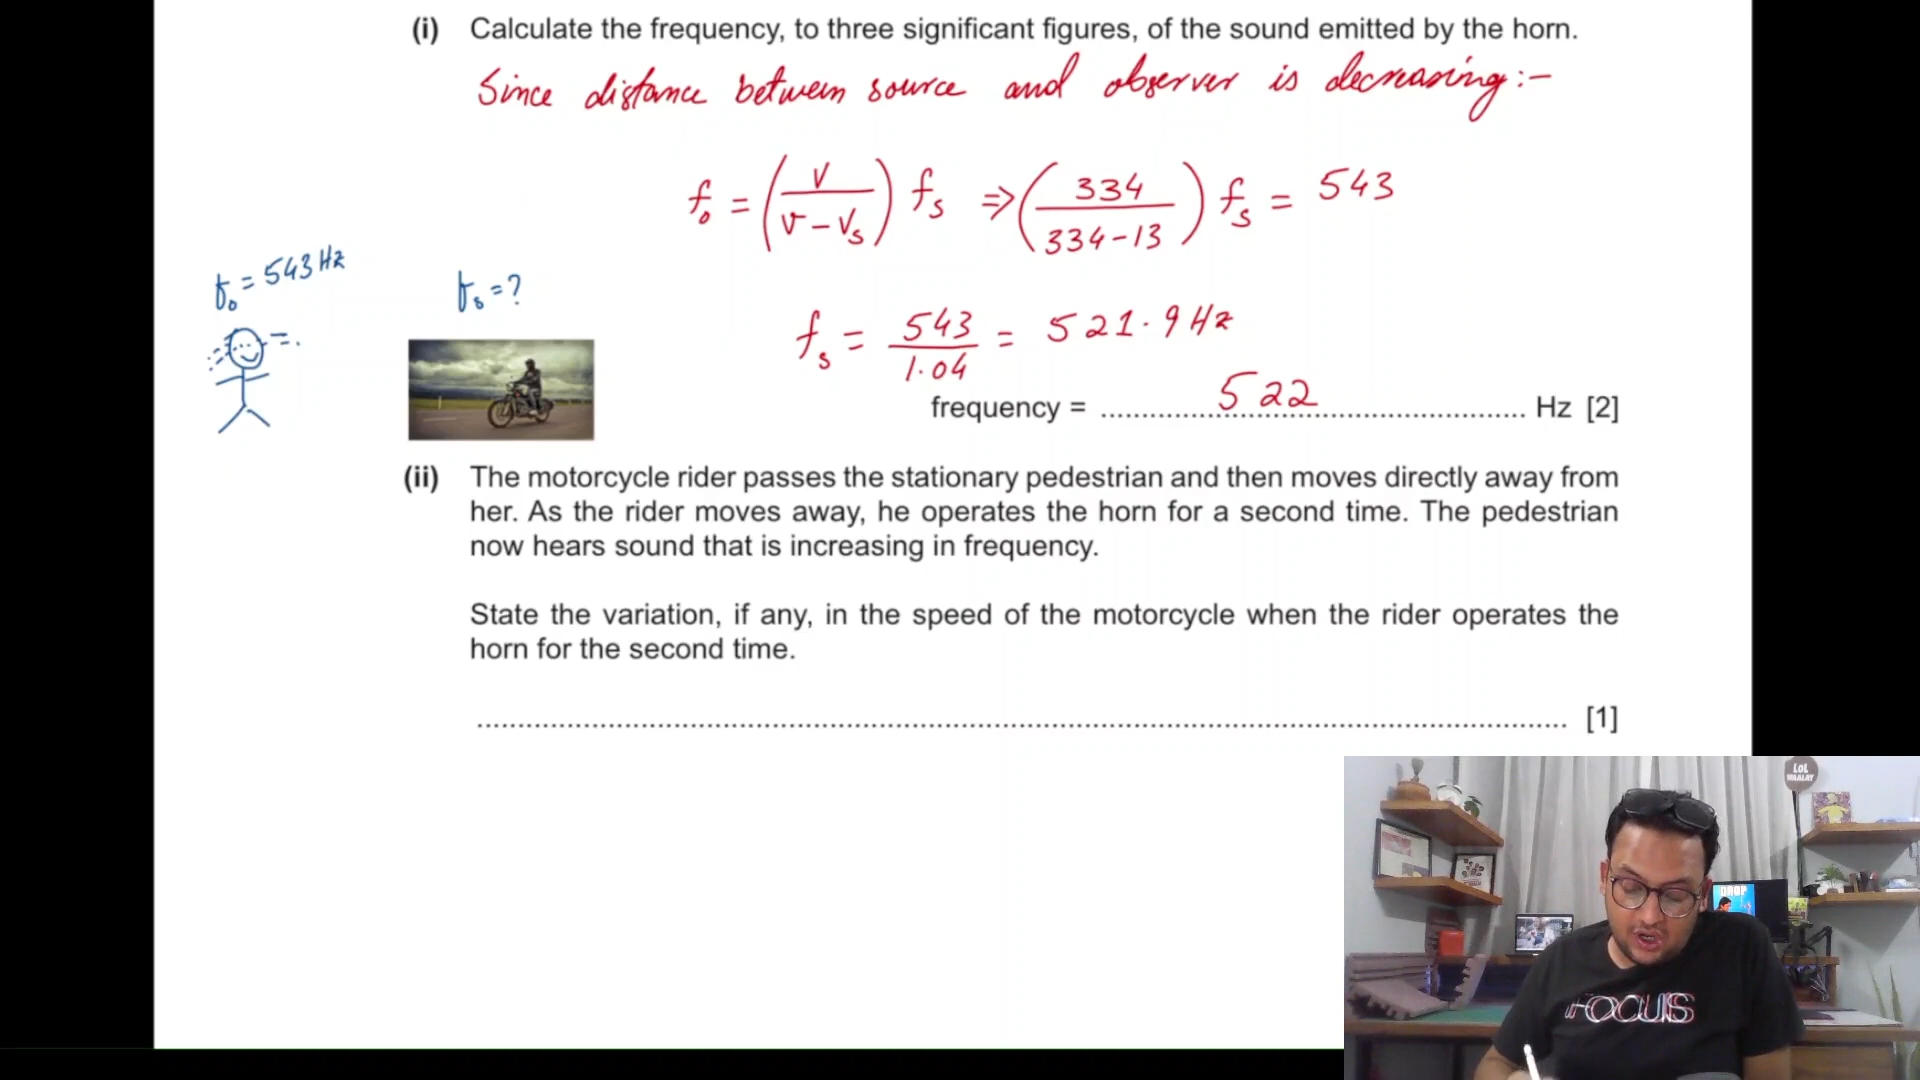 (i) Calculate the frequency, to three significant figures, of the sound emitted by the horn.
Since distance between source and observer is decreasing:-
f₀ = (v / (v - vₛ)) fₛ ⇒ (334 / (334-13)) fₛ = 543
f₀ = 543 Hz
fₛ = ?
fₛ = 543 / 1.04 = 521.9 Hz
frequency = 522 Hz [2]
(ii) The motorcycle rider passes the stationary pedestrian and then moves directly away from
her. As the rider moves away, he operates the horn for a second time. The pedestrian
now hears sound that is increasing in frequency.
State the variation, if any, in the speed of the motorcycle when the rider operates the
horn for the second time.
[1]
LOL
WAALAY
DROP
FOCUS